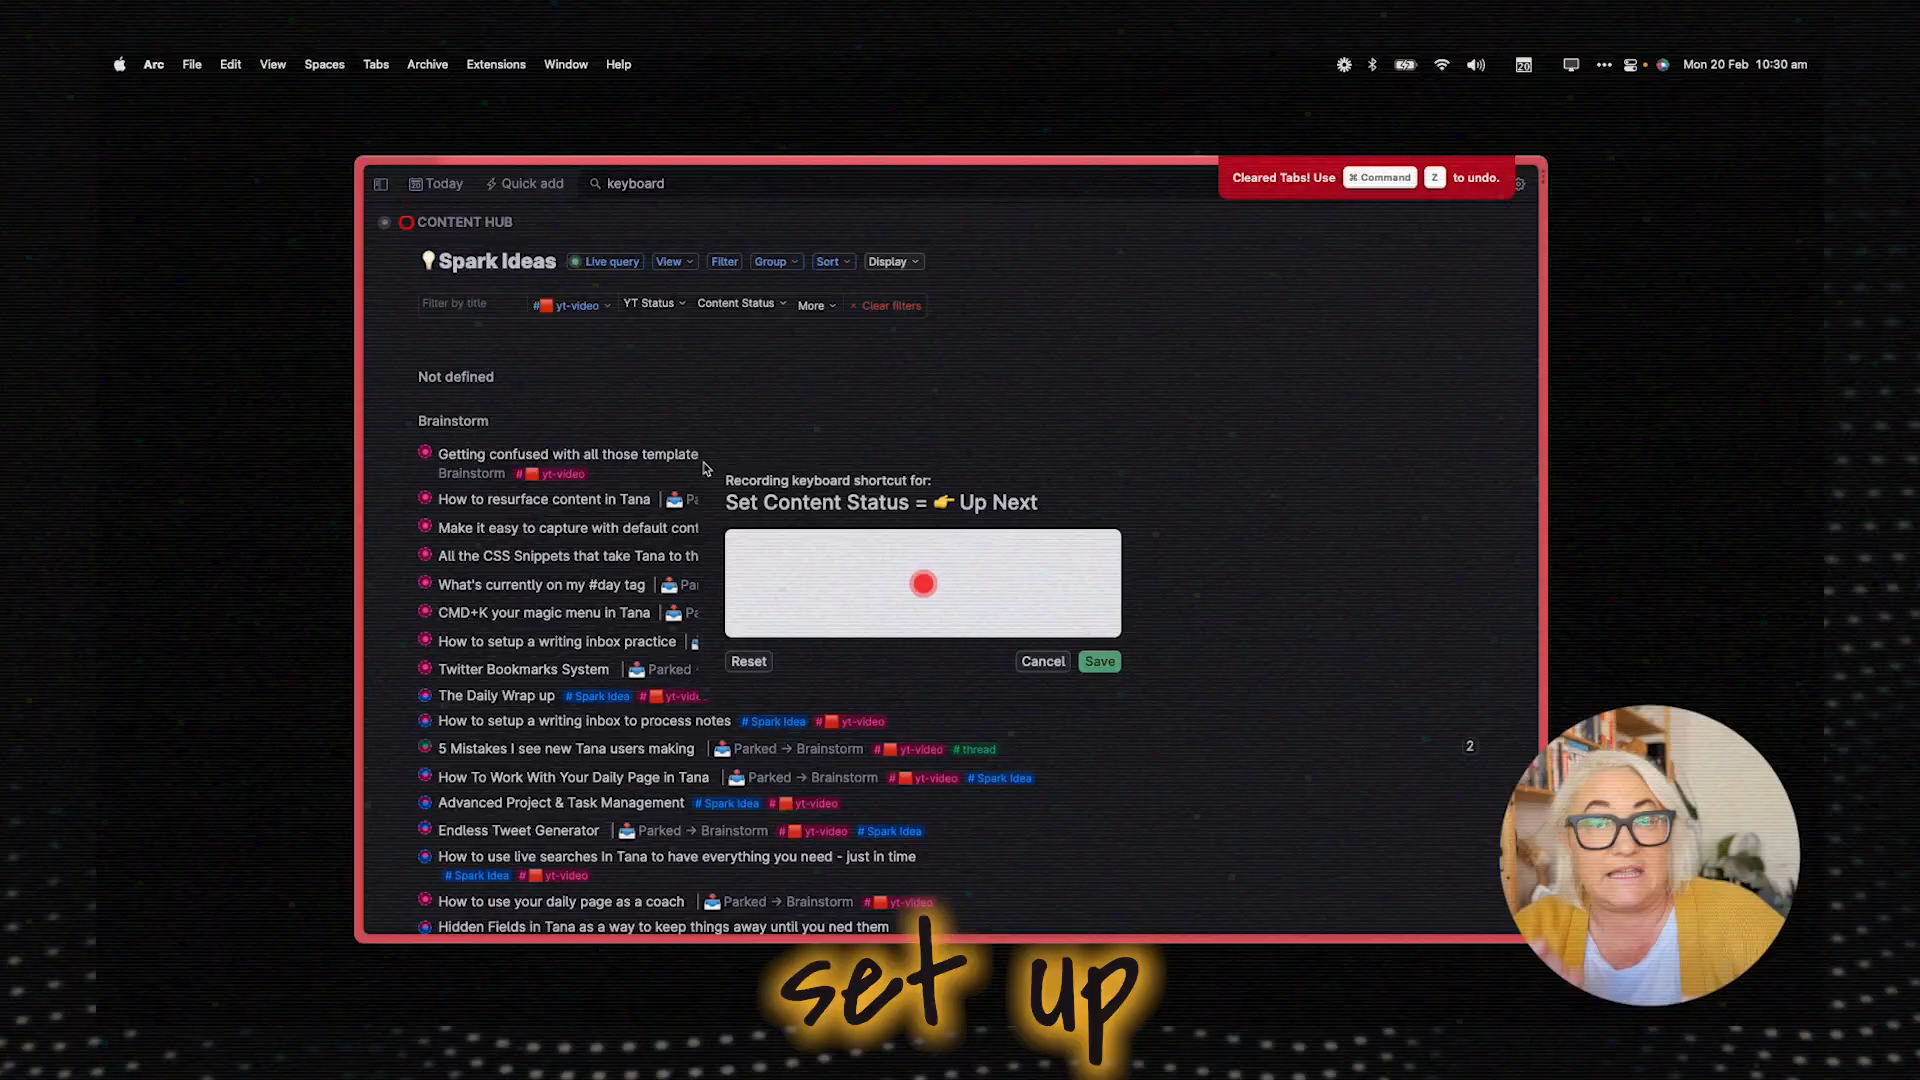 Arc File Edit View Spaces Tabs Archive Extensions Window Help
20
Mon 20 Feb 10:30 am
Today Quick add keyboard
Cleared Tabs! Use ⌘ Command Z to undo.
CONTENT HUB
Spark Ideas Live query View Filter Group Sort Display
Filter by title # yt-video YT Status Content Status More × Clear filters
Not defined
Brainstorm
Getting confused with all those template
Brainstorm # yt-video
Recording keyboard shortcut for:
Set Content Status = 👉 Up Next
Reset Cancel Save
How to resurface content in Tana |
Make it easy to capture with default
All the CSS Snippets that take Tana to
What's currently on my #day tag |
CMD+K your magic menu in Tana |
How to setup a writing inbox practice |
Twitter Bookmarks System | Parked
The Daily Wrap up # Spark Idea #
How to setup a writing inbox to process notes # Spark Idea # yt-video
5 Mistakes I see new Tana users making | Parked → Brainstorm # yt-video # thread
2
How To Work With Your Daily Page in Tana | Parked → Brainstorm # yt-video # Spark Idea
Advanced Project & Task Management # Spark Idea # yt-video
Endless Tweet Generator | Parked → Brainstorm # yt-video # Spark Idea
How to use live searches in Tana to have everything you need - just in time
# Spark Idea # yt-video
How to use your daily page as a coach | Parked → Brainstorm # yt-video
Hidden Fields in Tana as a way to keep things away until you ned them
set up